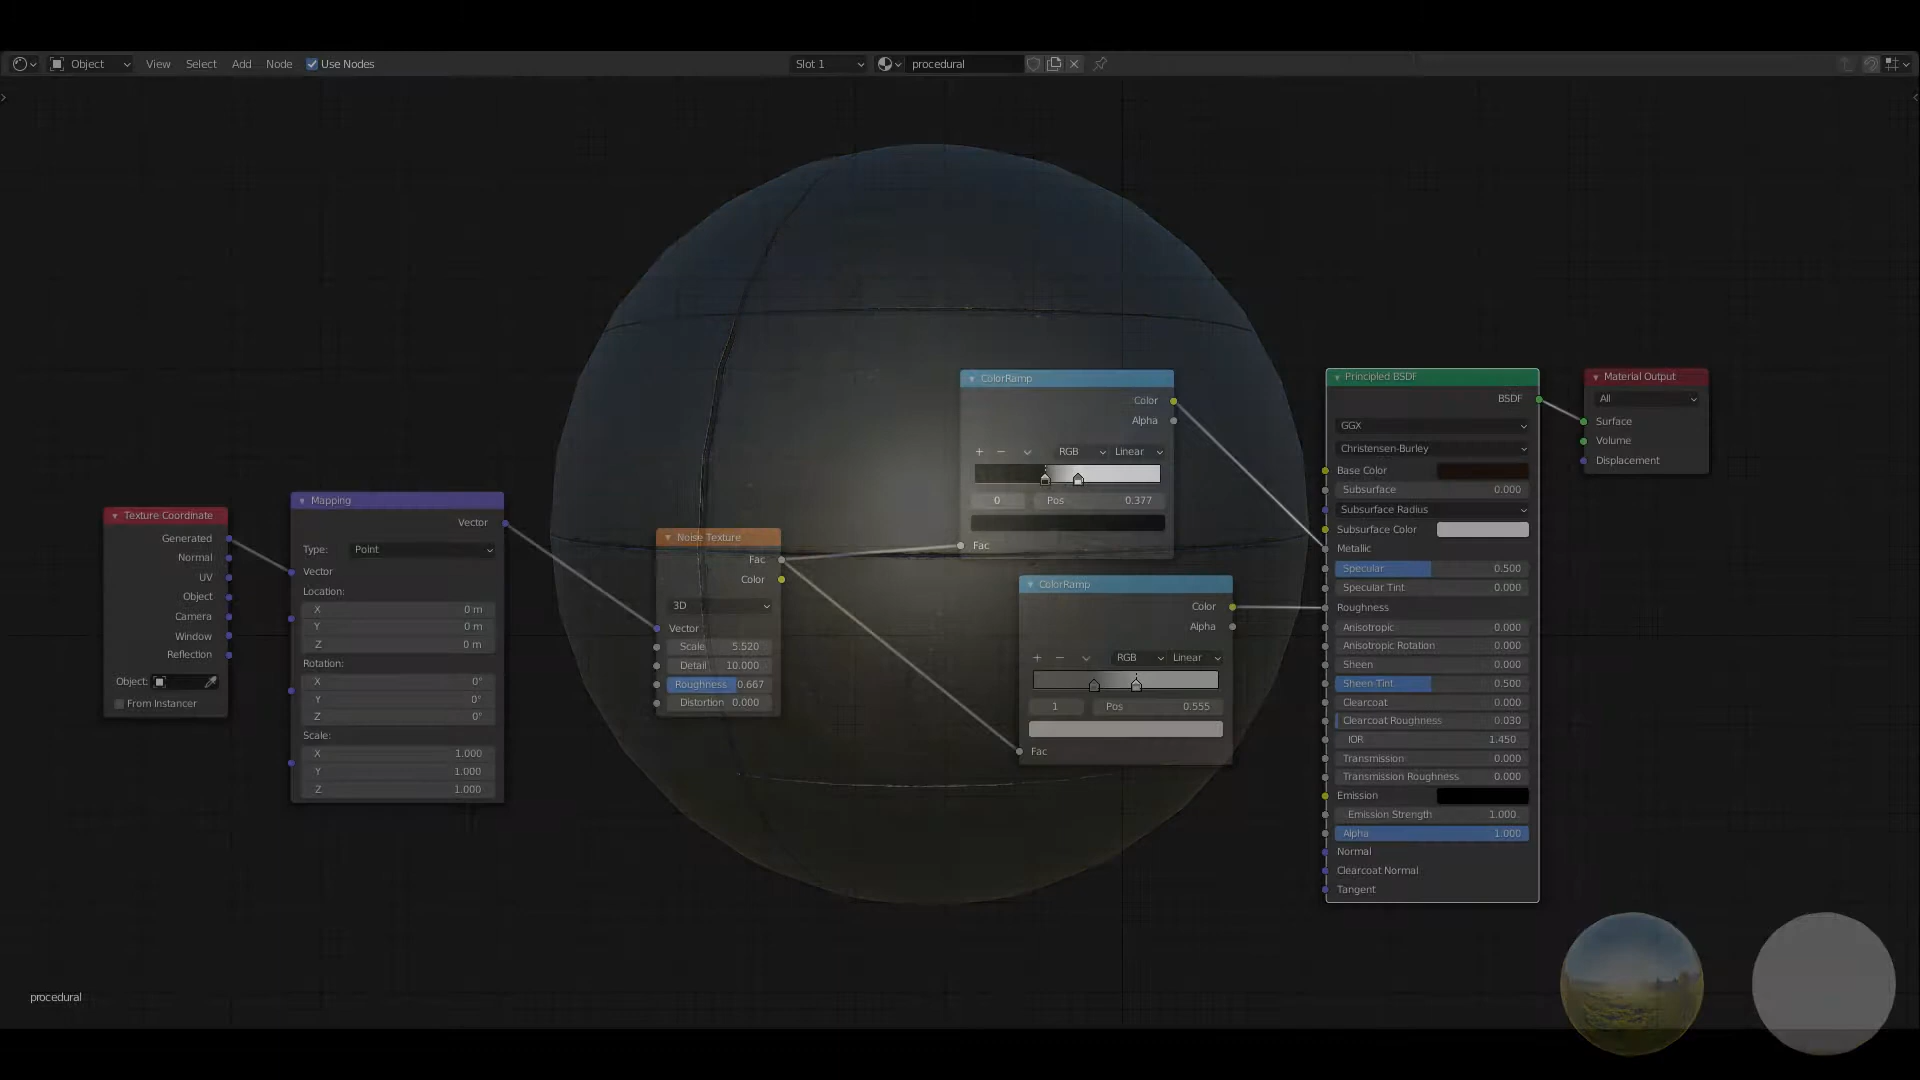 Object View Select Add Node Use Nodes Slot 1 procedural
Texture Coordinate
Generated
Normal
UV
Object
Camera
Window
Reflection
Object:
From Instancer
Mapping
Vector
Type: Point
Vector
Location:
X 0 m
Y 0 m
Z 0 m
Rotation:
X 0°
Y 0°
Z 0°
Scale:
X 1.000
Y 1.000
Z 1.000
Noise Texture
Fac
Color
3D
Vector
Scale 5.520
Detail 10.000
Roughness 0.667
Distortion 0.000
ColorRamp
Color
Alpha
+ − RGB Linear
0 Pos 0.377
Fac
ColorRamp
Color
Alpha
+ − RGB Linear
1 Pos 0.555
Fac
Principled BSDF
BSDF
GGX
Christensen-Burley
Base Color
Subsurface 0.000
Subsurface Radius
Subsurface Color
Metallic
Specular 0.500
Specular Tint 0.000
Roughness
Anisotropic 0.000
Anisotropic Rotation 0.000
Sheen 0.000
Sheen Tint 0.500
Clearcoat 0.000
Clearcoat Roughness 0.030
IOR 1.450
Transmission 0.000
Transmission Roughness 0.000
Emission
Emission Strength 1.000
Alpha 1.000
Normal
Clearcoat Normal
Tangent
Material Output
All
Surface
Volume
Displacement
procedural